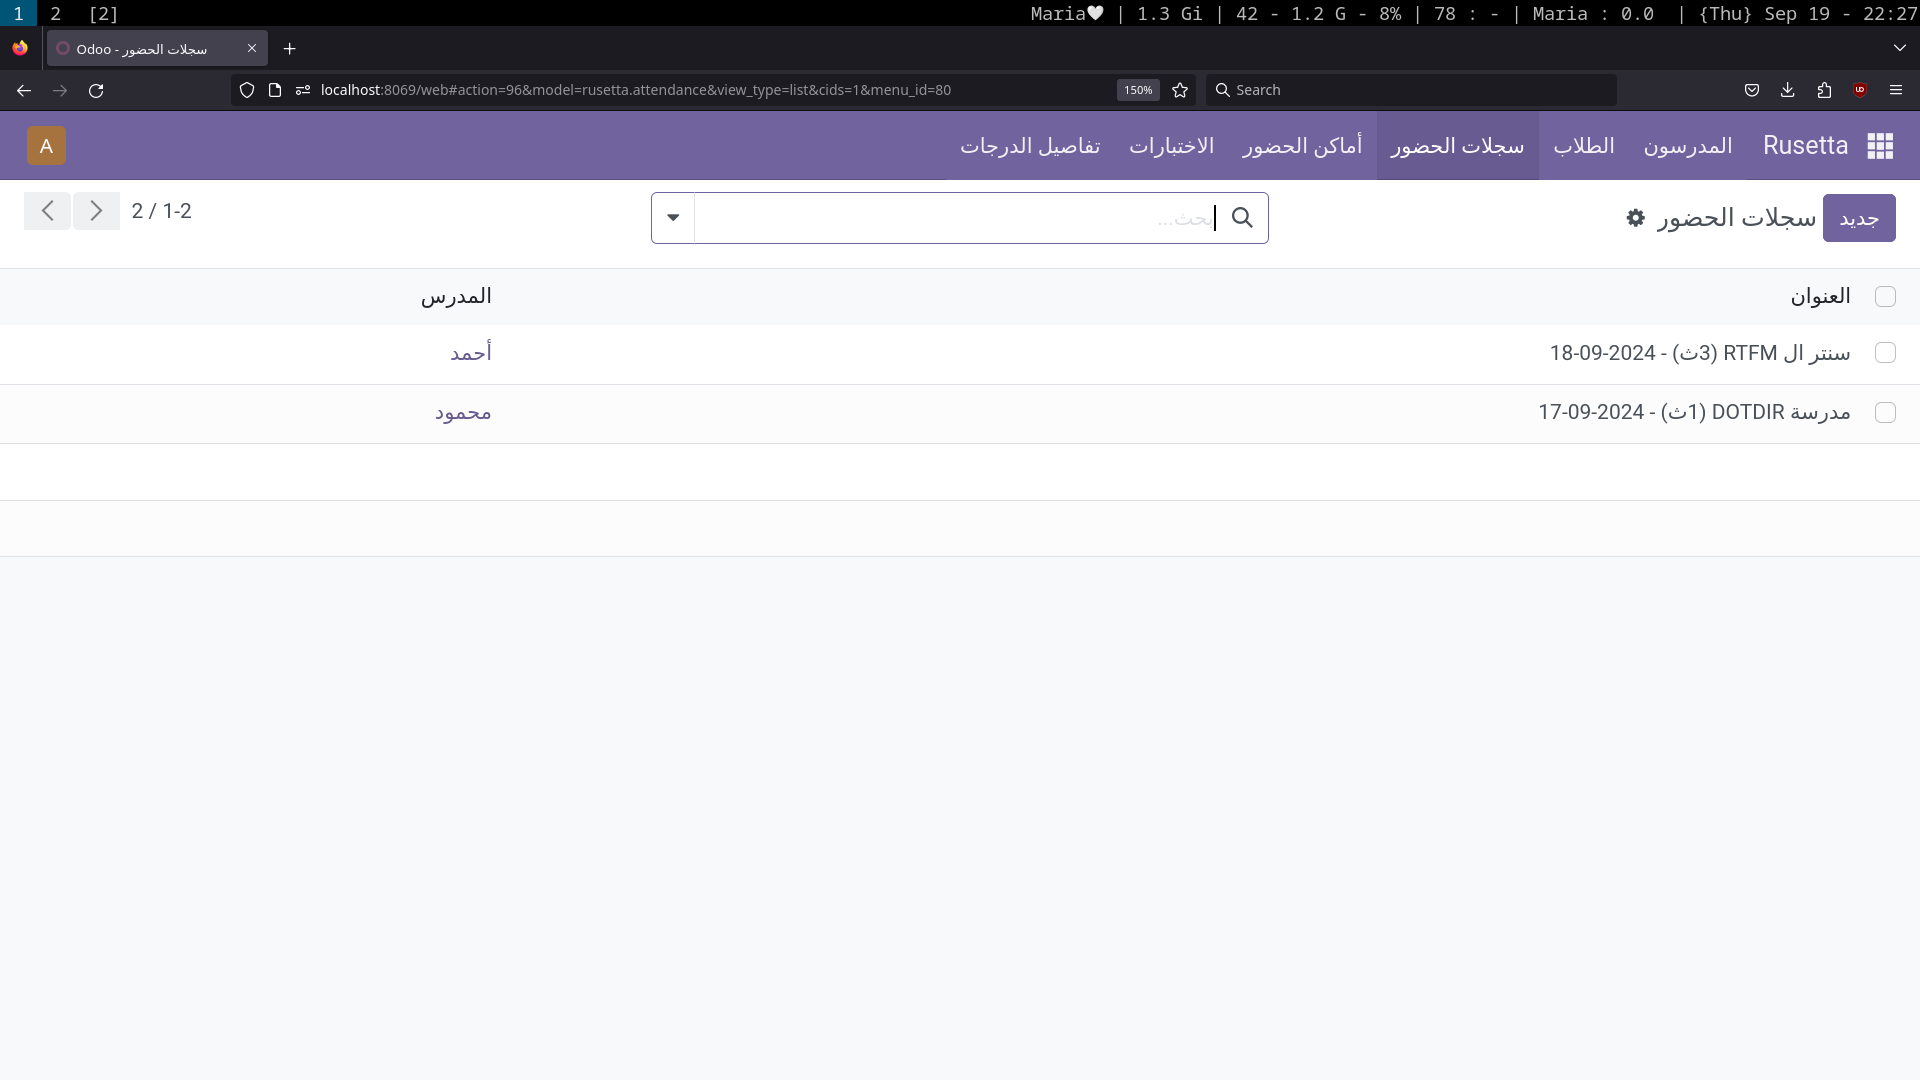 1 2 [2] Maria🖤 | 1.3 Gi | 42 - 1.2 G - 8% | 78 : - | Maria : 0.0 | {Thu} Sep 19 - 22:27
Odoo - سجلات الحضور
localhost:8069/web#action=96&model=rusetta.attendance&view_type=list&cids=1&menu_id=80 150% Search
Rusetta المدرسون الطلاب سجلات الحضور أماكن الحضور الاختبارات تفاصيل الدرجات A
جديد سجلات الحضور بحث... 1-2 / 2
العنوان المدرس
سنتر ال RTFM (3ث) - 2024-09-18 أحمد
مدرسة DOTDIR (1ث) - 2024-09-17 محمود